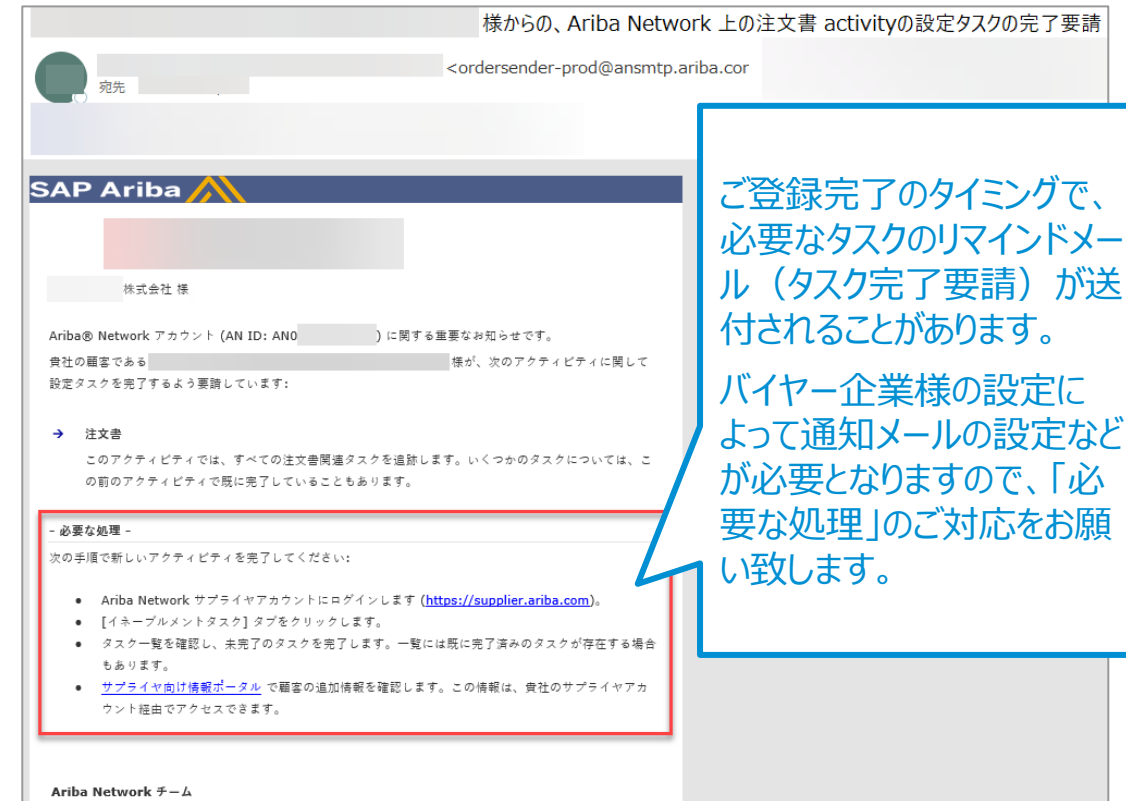 様からの、Ariba Network 上の注文書 activityの設定タスクの完了要請
<ordersender-prod@ansmtp.ariba.cor
宛先
SAP Ariba
株式会社 様
Ariba® Network アカウント (AN ID: AN0 ) に関する重要なお知らせです。
貴社の顧客である 様が、次のアクティビティに関して
設定タスクを完了するよう要請しています:
→ 注文書
このアクティビティでは、すべての注文書関連タスクを追跡します。いくつかのタスクについては、こ
の前のアクティビティで既に完了していることもあります。
- 必要な処理 -
次の手順で新しいアクティビティを完了してください:
● Ariba Network サプライヤアカウントにログインします (https://supplier.ariba.com)。
● [イネーブルメントタスク] タブをクリックします。
● タスク一覧を確認し、未完了のタスクを完了します。一覧には既に完了済みのタスクが存在する場合
もあります。
● サプライヤ向け情報ポータル で顧客の追加情報を確認します。この情報は、貴社のサプライヤアカ
ウント経由でアクセスできます。
Ariba Network チーム
ご登録完了のタイミングで、
必要なタスクのリマインドメー
ル（タスク完了要請）が送
付されることがあります。
バイヤー企業様の設定に
よって通知メールの設定など
が必要となりますので、「必
要な処理」のご対応をお願
い致します。